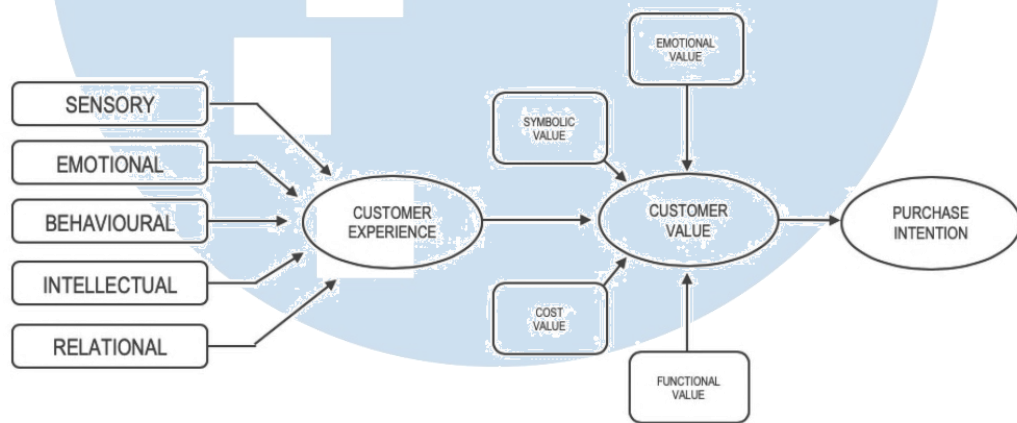 SENSORY
EMOTIONAL
BEHAVIOURAL
INTELLECTUAL
RELATIONAL
CUSTOMER
EXPERIENCE
SYMBOLIC
VALUE
EMOTIONAL
VALUE
CUSTOMER
VALUE
COST
VALUE
FUNCTIONAL
VALUE
PURCHASE
INTENTION